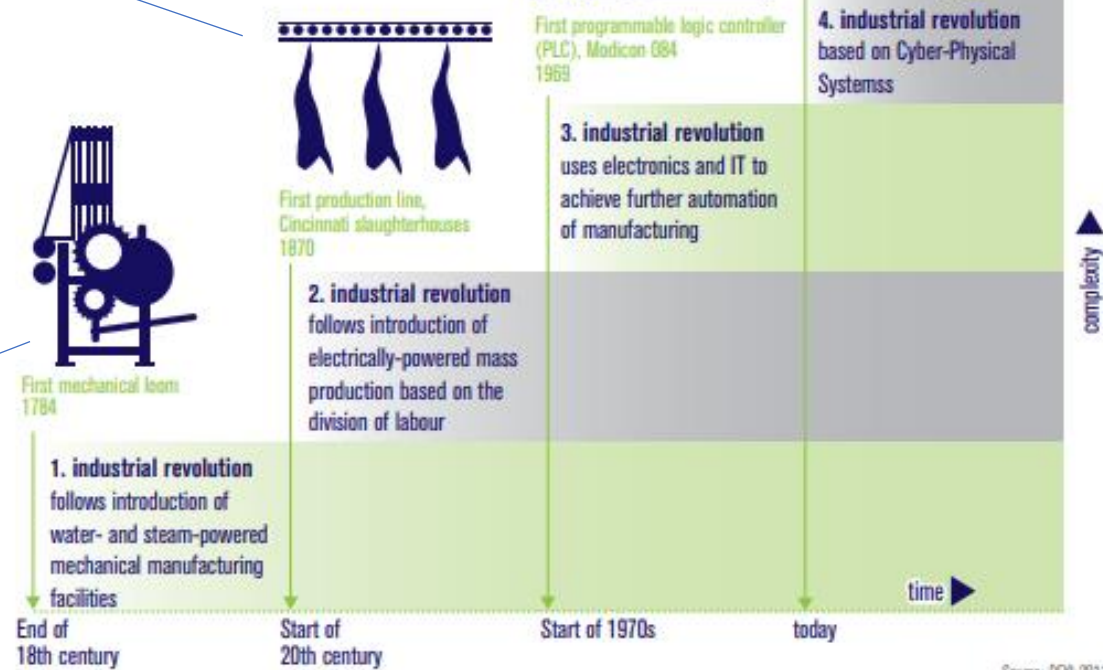 First programmable logic controller
(PLC), Modicon 084
1969
4. industrial revolution
based on Cyber-Physical
Systemss
3. industrial revolution
uses electronics and IT to
achieve further automation
of manufacturing
First production line,
Cincinnati slaughterhouses
1870
2. industrial revolution
follows introduction of
electrically-powered mass
production based on the
division of labour
First mechanical loom
1784
1. industrial revolution
follows introduction of
water- and steam-powered
mechanical manufacturing
facilities
complexity
time
End of
18th century
Start of
20th century
Start of 1970s
today